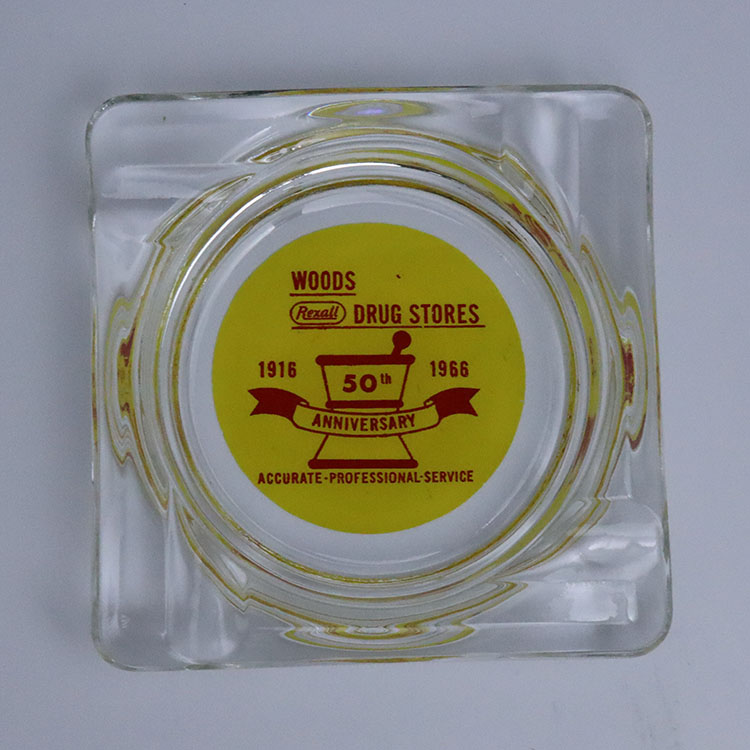 WOODS
Rexall DRUG STORES
1916 50th 1966
ANNIVERSARY
ACCURATE-PROFESSIONAL-SERVICE